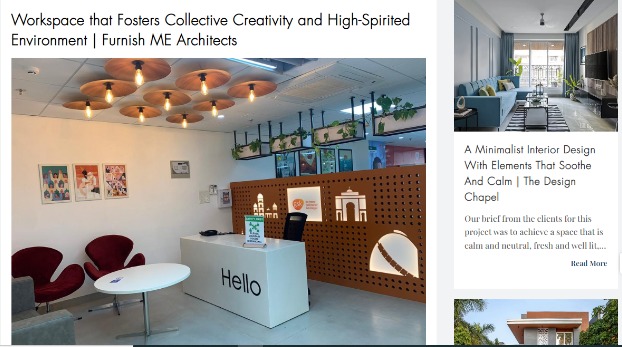 Workspace that Fosters Collective Creativity and High-Spirited
Environment | Furnish ME Architects
Hello
A Minimalist Interior Design
With Elements That Soothe
And Calm | The Design
Chapel
Our brief from the clients for this
project was to achieve a space that is
calm and neutral, fresh and well lit,...
Read More